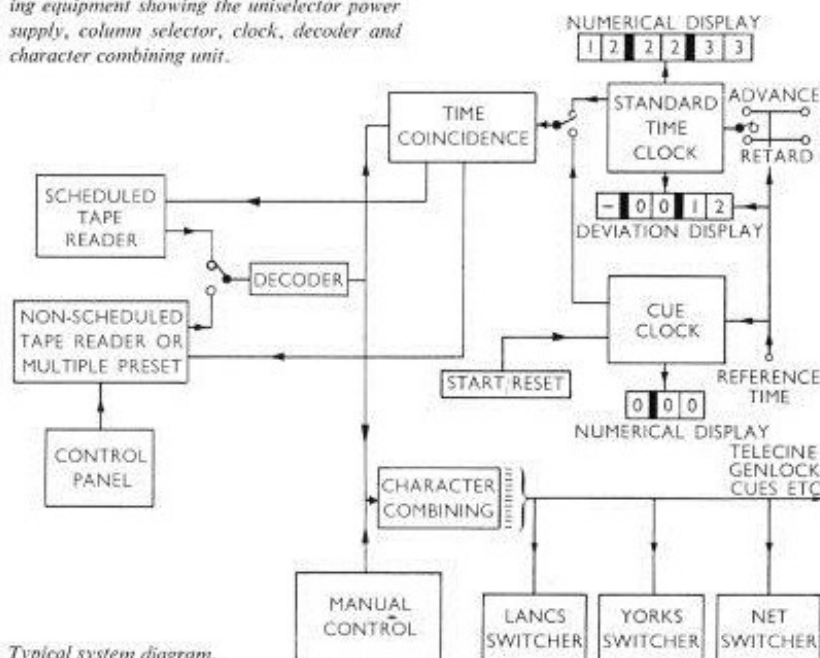 ing equipment showing the uniselector power
supply, column selector, clock, decoder and
character combining unit.
NUMERICAL DISPLAY
1 2 2 2 3 3
TIME
COINCIDENCE
STANDARD
TIME
CLOCK
ADVANCE
RETARD
SCHEDULED
TAPE
READER
- 0 0 1 2
DEVIATION DISPLAY
DECODER
NON-SCHEDULED
TAPE READER OR
MULTIPLE PRESET
CUE
CLOCK
START/RESET
REFERENCE
TIME
0 0 0
NUMERICAL DISPLAY
CONTROL
PANEL
TELECINE
GENLOCK
CUES ETC
CHARACTER
COMBINING
MANUAL
CONTROL
LANCS
SWITCHER
YORKS
SWITCHER
NET
SWITCHER
Typical system diagram.